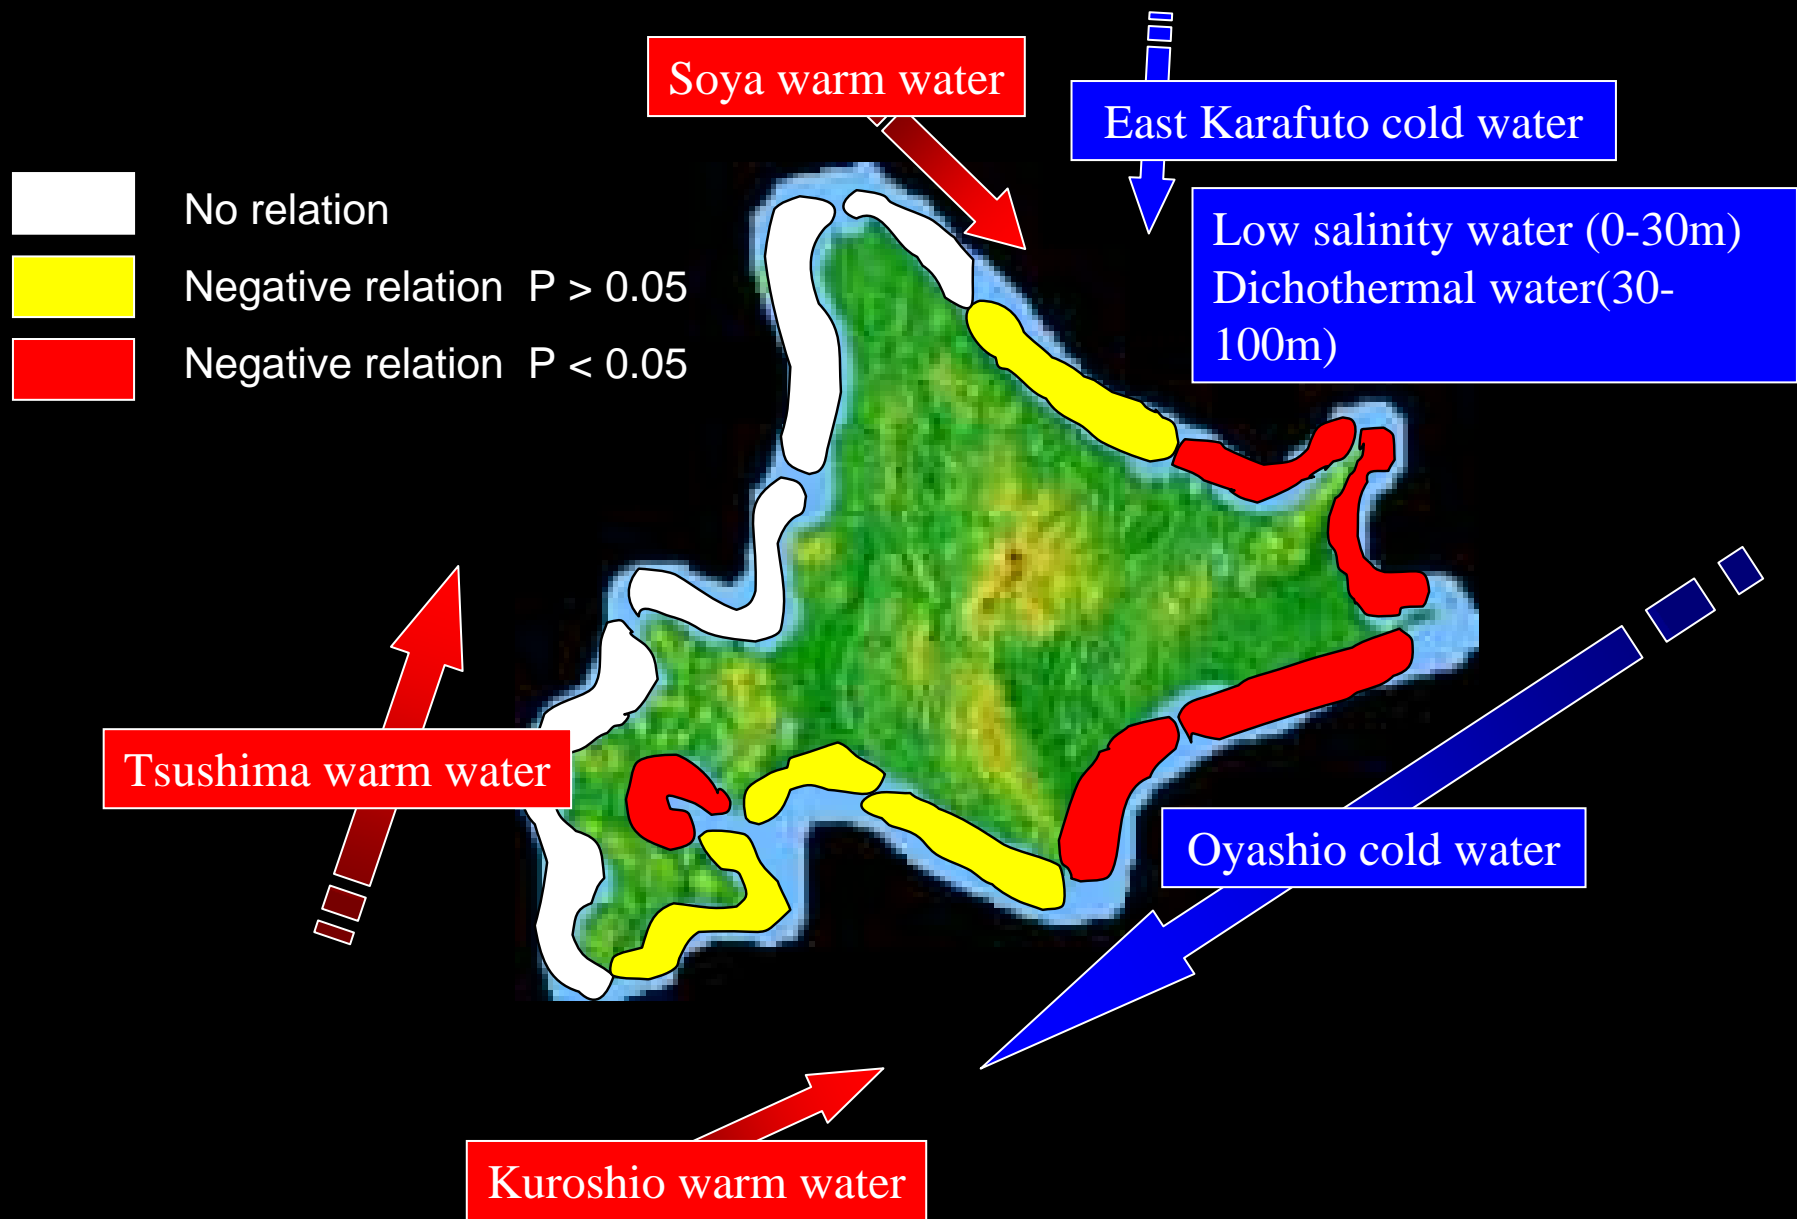 Soya warm water
East Karafuto cold water
No relation
Negative relation  P > 0.05
Negative relation  P < 0.05
Low salinity water (0-30m)
Dichothermal water(30-
100m)
Tsushima warm water
Oyashio cold water
Kuroshio warm water